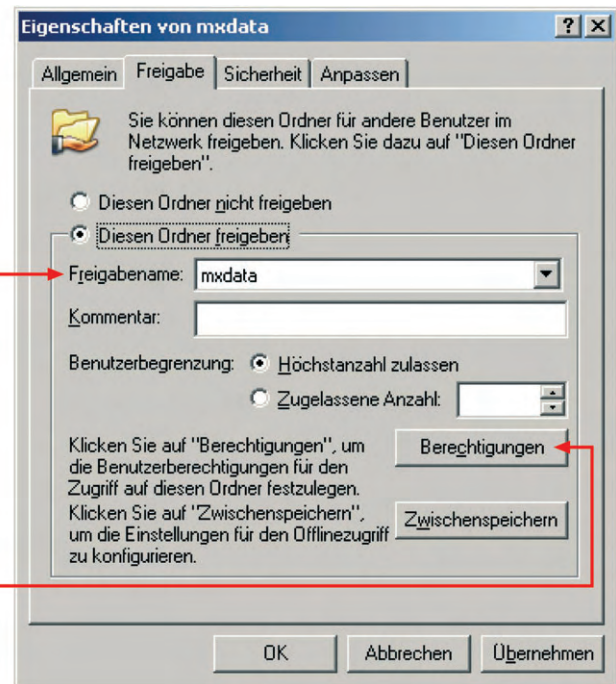 Eigenschaften von mxdata
Allgemein
Freigabe
Sicherheit
Anpassen
Sie können diesen Ordner für andere Benutzer im
Netzwerk freigeben. Klicken Sie dazu auf "Diesen Ordner
freigeben".
Diesen Ordner nicht freigeben
Diesen Ordner freigeben
Freigabename: mxdata
Kommentar:
Benutzerbegrenzung: Höchstanzahl zulassen
Zugelassene Anzahl:
Klicken Sie auf "Berechtigungen", um
die Benutzerberechtigungen für den
Zugriff auf diesen Ordner festzulegen.
Berechtigungen
Klicken Sie auf "Zwischenspeichern",
um die Einstellungen für den Offlinezugriff
zu konfigurieren.
Zwischenspeichern
OK
Abbrechen
Übernehmen